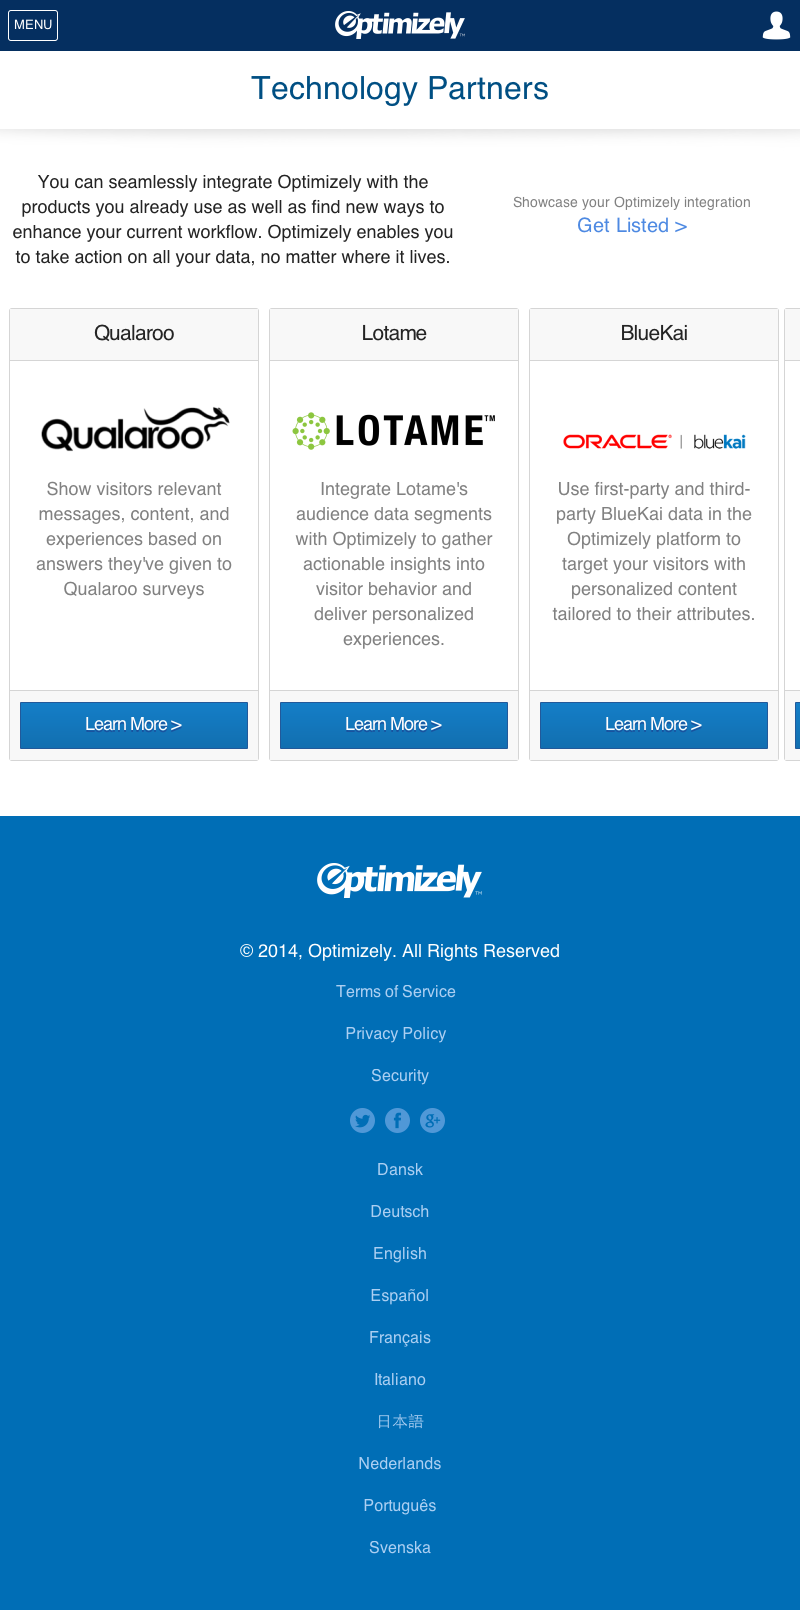 MENU
Optimizely™
Technology Partners
You can seamlessly integrate Optimizely with the
products you already use as well as find new ways to
enhance your current workflow. Optimizely enables you
to take action on all your data, no matter where it lives.
Showcase your Optimizely integration
Get Listed >
Qualaroo
Qualaroo
Show visitors relevant
messages, content, and
experiences based on
answers they've given to
Qualaroo surveys
Learn More >
Lotame
LOTAME™
Integrate Lotame's
audience data segments
with Optimizely to gather
actionable insights into
visitor behavior and
deliver personalized
experiences.
Learn More >
BlueKai
ORACLE® | bluekai
Use first-party and third-
party BlueKai data in the
Optimizely platform to
target your visitors with
personalized content
tailored to their attributes.
Learn More >
Optimizely™
© 2014, Optimizely. All Rights Reserved
Terms of Service
Privacy Policy
Security
Dansk
Deutsch
English
Español
Français
Italiano
日本語
Nederlands
Português
Svenska